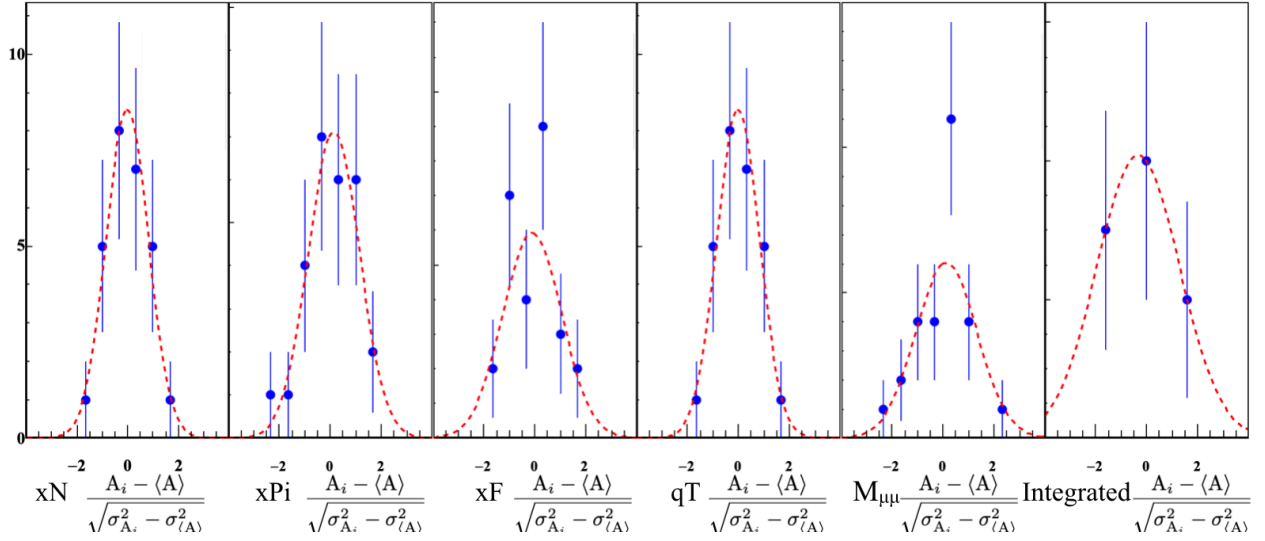 10
5
0
−2 0 2 −2 0 2 −2 0 2 −2 0 2 −2 0 2 −2 0 2
xN A_i − ⟨A⟩ xPi A_i − ⟨A⟩ xF A_i − ⟨A⟩ qT A_i − ⟨A⟩ M_μμ A_i − ⟨A⟩ Integrated A_i − ⟨A⟩
√(σ²_{A_i} − σ²_{⟨A⟩}) √(σ²_{A_i} − σ²_{⟨A⟩}) √(σ²_{A_i} − σ²_{⟨A⟩}) √(σ²_{A_i} − σ²_{⟨A⟩}) √(σ²_{A_i} − σ²_{⟨A⟩}) √(σ²_{A_i} − σ²_{⟨A⟩})